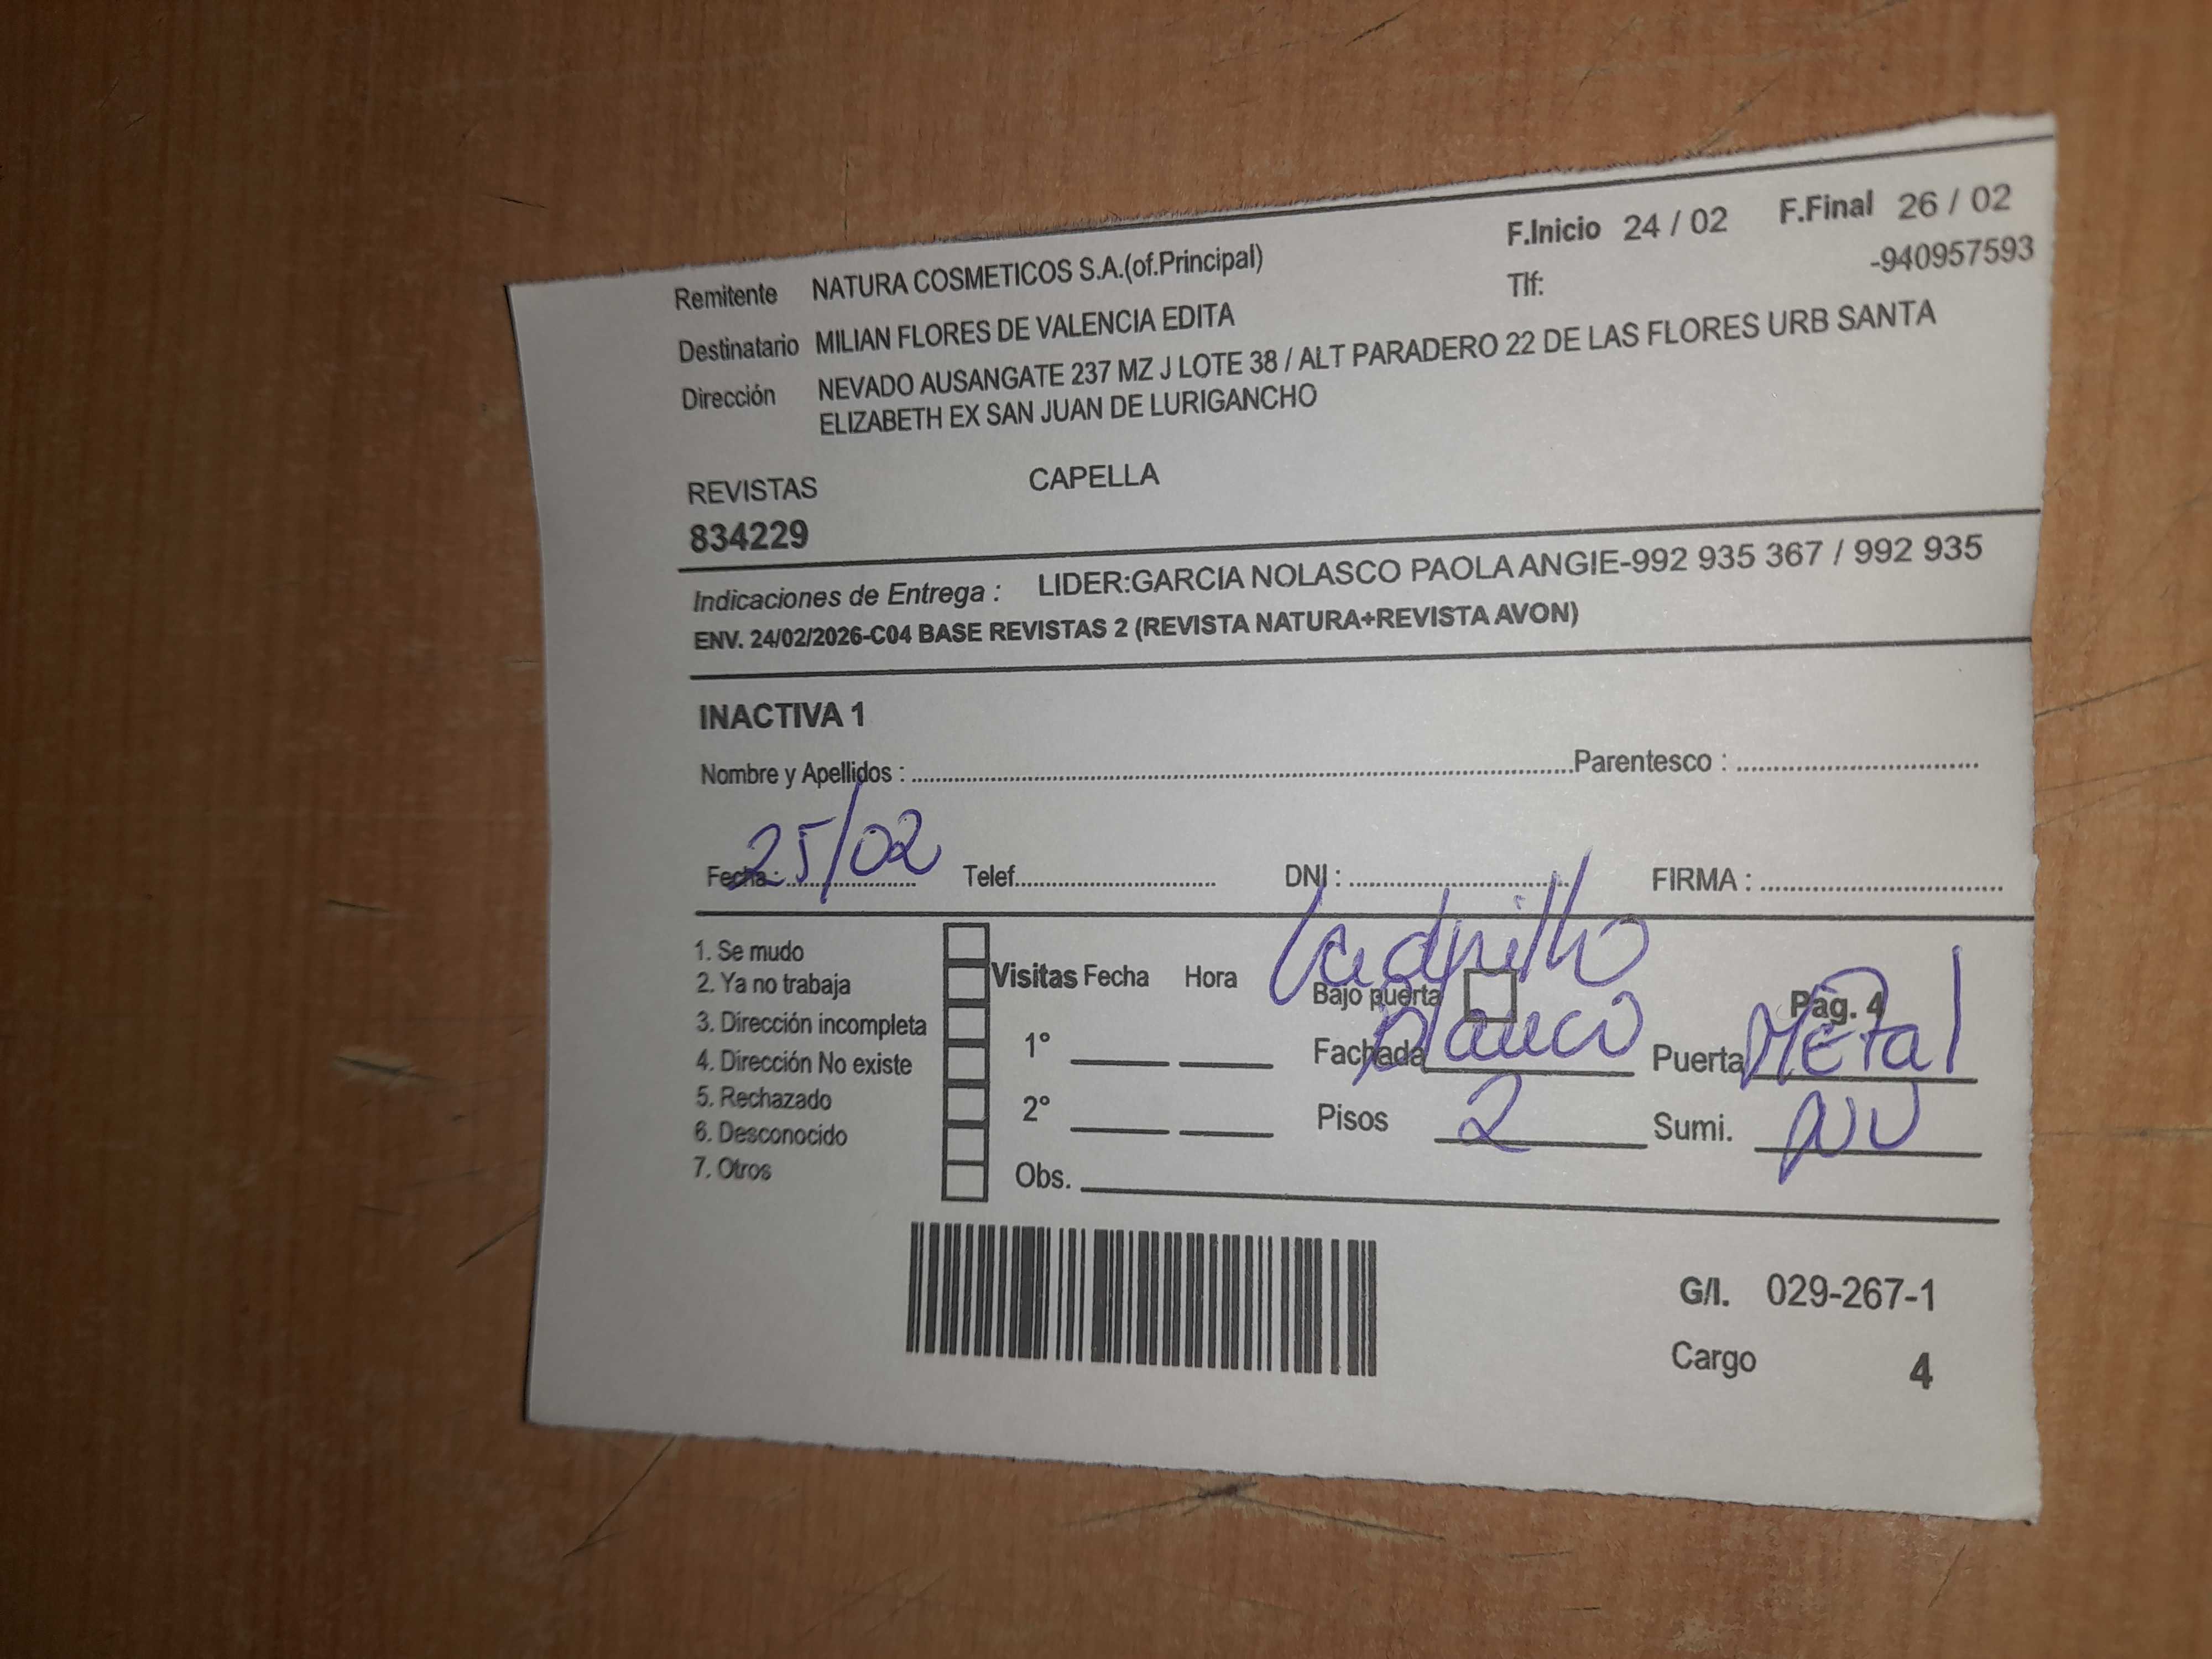 Remitente NATURA COSMETICOS S.A.(of.Principal) F.Inicio 24 / 02 F.Final 26 / 02
Destinatario MILIAN FLORES DE VALENCIA EDITA Tlf: -940957593
Dirección NEVADO AUSANGATE 237 MZ J LOTE 38 / ALT PARADERO 22 DE LAS FLORES URB SANTA
ELIZABETH EX SAN JUAN DE LURIGANCHO
REVISTAS CAPELLA
834229
Indicaciones de Entrega : LIDER:GARCIA NOLASCO PAOLA ANGIE-992 935 367 / 992 935
ENV. 24/02/2026-C04 BASE REVISTAS 2 (REVISTA NATURA+REVISTA AVON)
INACTIVA 1
Nombre y Apellidos : Parentesco :
Fecha : 25/02 Telef. DNI : FIRMA :
1. Se mudo
2. Ya no trabaja
3. Dirección incompleta
4. Dirección No existe
5. Rechazado
6. Desconocido
7. Otros
Visitas Fecha Hora
1°
2°
Obs.
Ladrillo
Bajo puerta Pag. 4
Fachada blanco Puerta Metal
Pisos 2 Sumi.
G/I. 029-267-1
Cargo 4